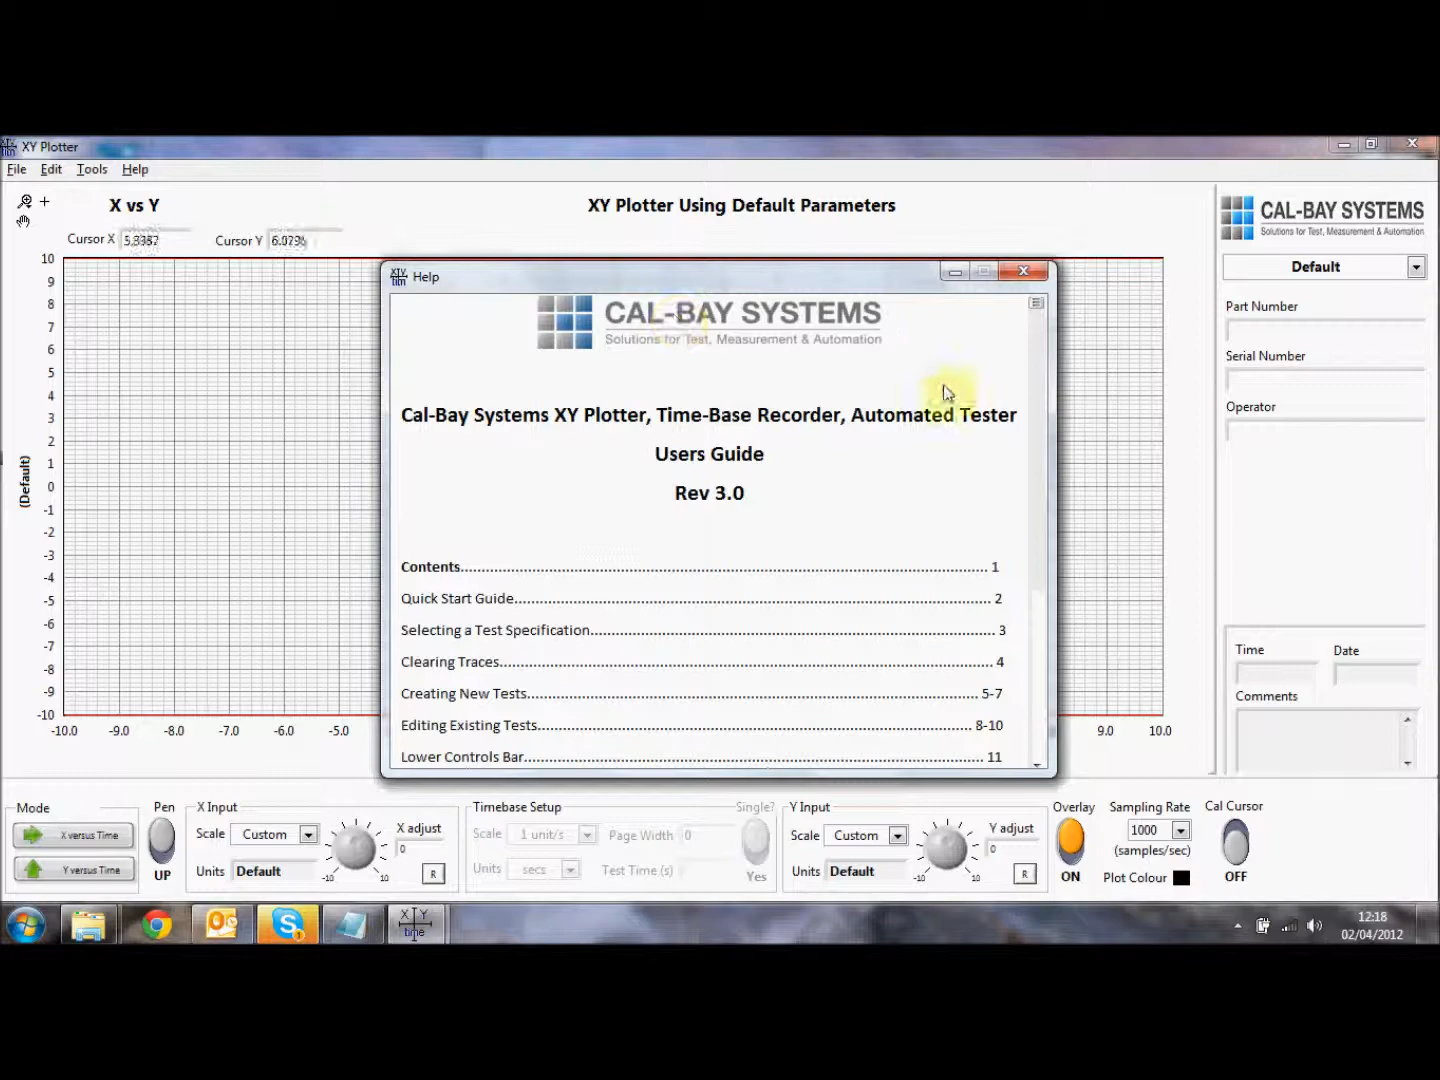 XY Plotter
File Edit Tools Help
X vs Y
XY Plotter Using Default Parameters
Cursor X
Cursor Y
10
9
8
7
6
5
4
3
2
1
0
-1
-2
-3
-4
-5
-6
-7
-8
-9
-10
(Default)
-10.0 -9.0 -8.0 -7.0 -6.0 -5.0 9.0 10.0
Help
CAL-BAY SYSTEMS
Solutions for Test, Measurement & Automation
Cal-Bay Systems XY Plotter, Time-Base Recorder, Automated Tester
Users Guide
Rev 3.0
Contents 1
Quick Start Guide 2
Selecting a Test Specification 3
Clearing Traces 4
Creating New Tests 5-7
Editing Existing Tests 8-10
Lower Controls Bar 11
CAL-BAY SYSTEMS
Solutions for Test, Measurement & Automation
Default
Part Number
Serial Number
Operator
Time Date
Comments
Mode
X versus Time
Y versus Time
Pen
UP
X Input
Scale Custom
Units Default
-10 10
X adjust
0
R
Timebase Setup
Scale 1 unit/s Page Width 0
Units secs Test Time (s)
Single?
Yes
Y Input
Scale Custom
Units Default
-10 10
Y adjust
0
R
Overlay
ON
Sampling Rate
1000
(samples/sec)
Plot Colour
Cal Cursor
OFF
X Y
time
12:18
02/04/2012